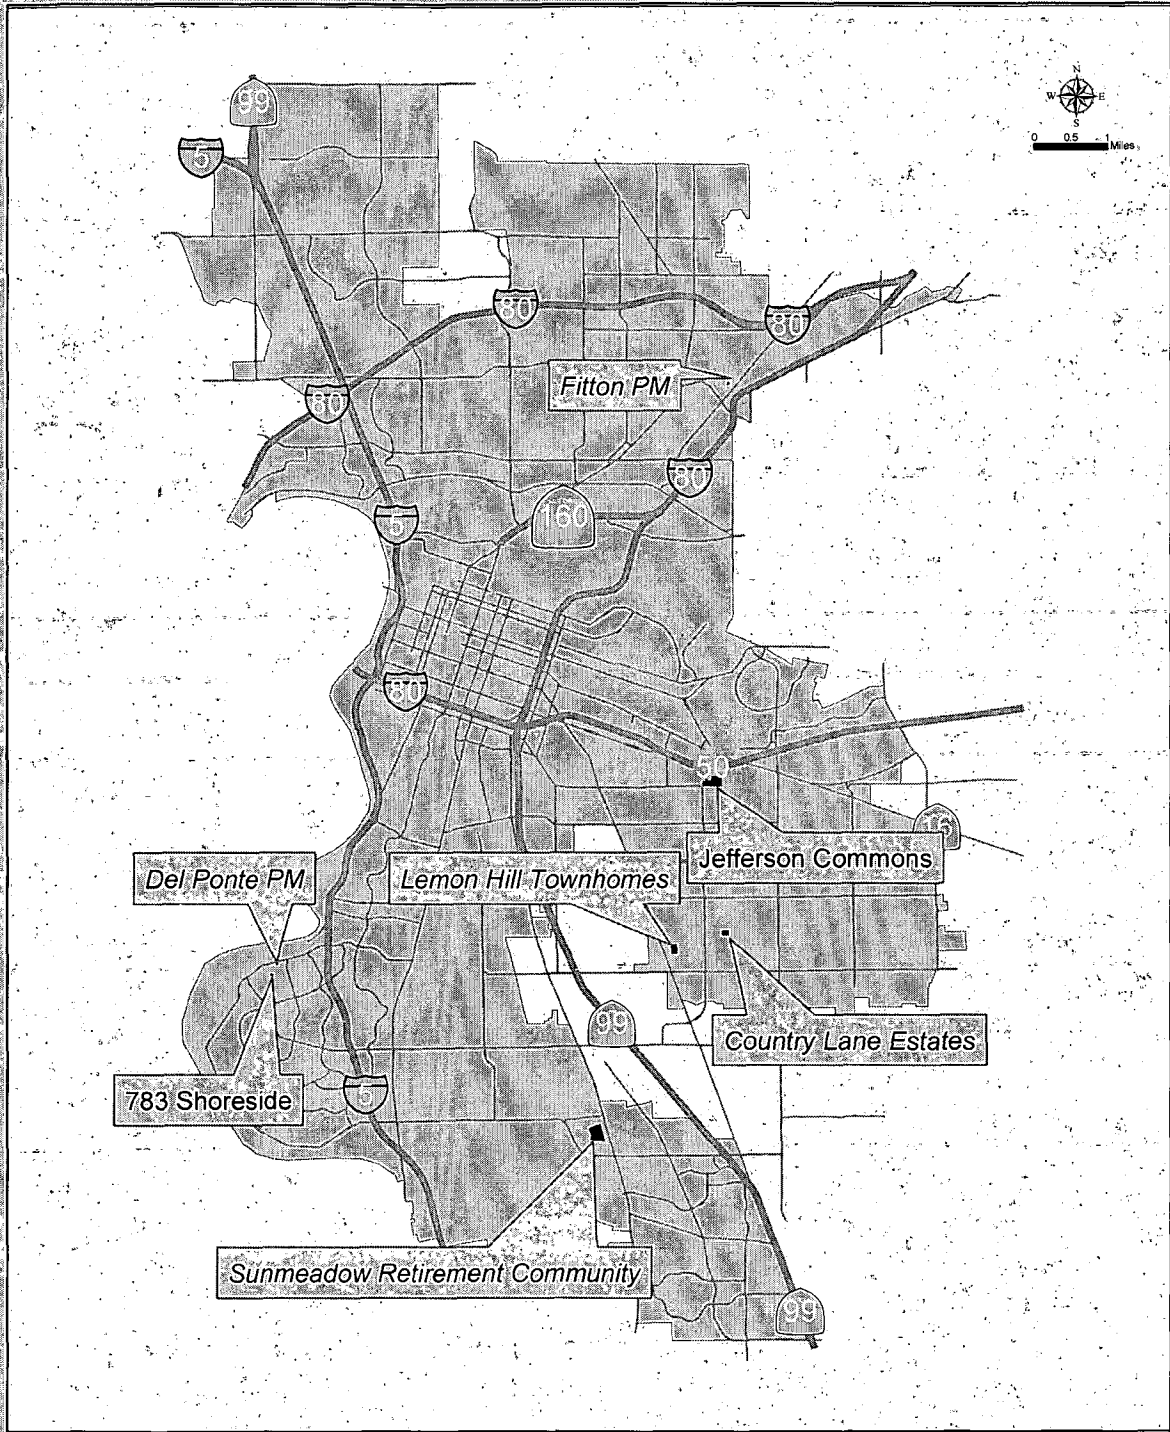 99
N
W E
S
0 0.5 1
Miles
5
80
80
Fitton PM
80
80
5
160
80
50
16
Jefferson Commons
Del Ponte PM
Lemon Hill Townhomes
99
Country Lane Estates
783 Shoreside
5
Sunmeadow Retirement Community
99